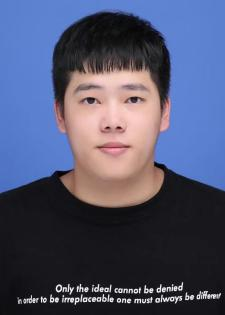 Only the ideal cannot be denied
in order to be irreplaceable one must always be different